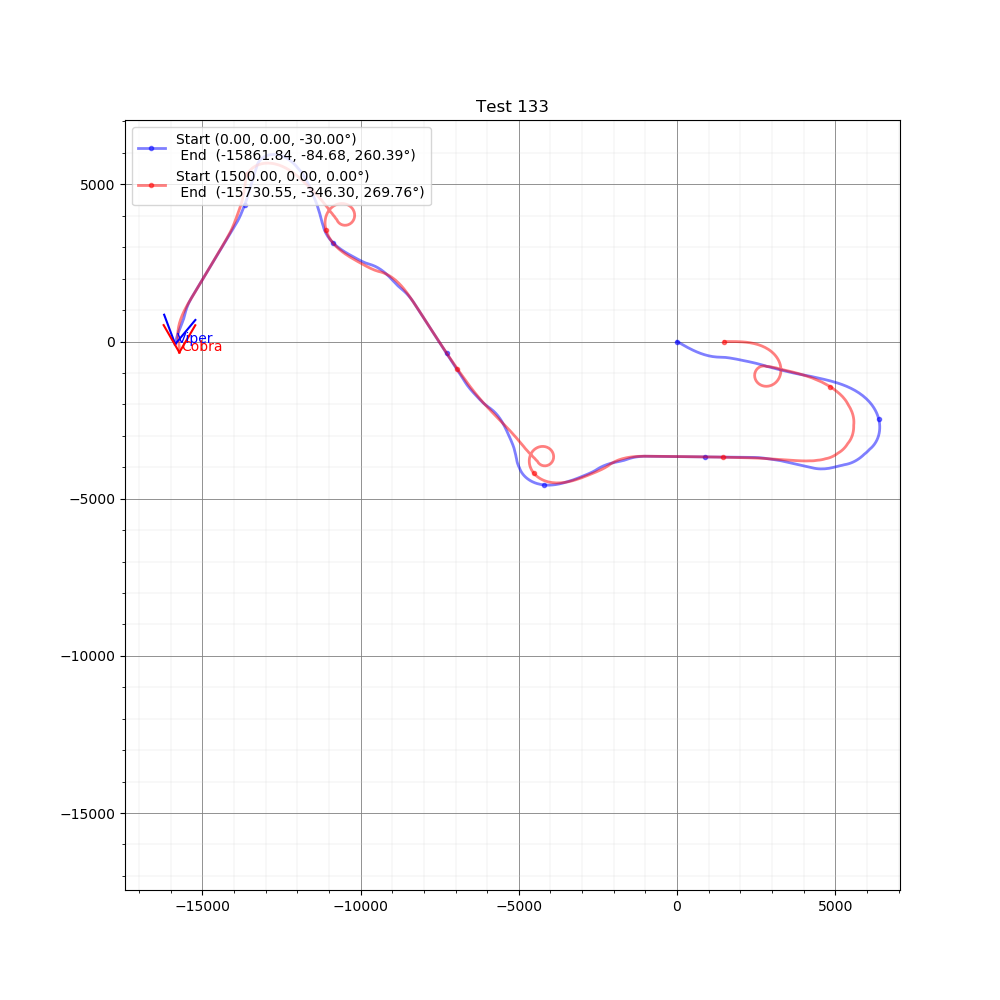 Test 133
Start (0.00, 0.00, -30.00°)
End (-15861.84, -84.68, 260.39°)
Start (1500.00, 0.00, 0.00°)
End (-15730.55, -346.30, 269.76°)
5000
0
−5000
−10000
−15000
Viper
Cobra
−15000 −10000 −5000 0 5000